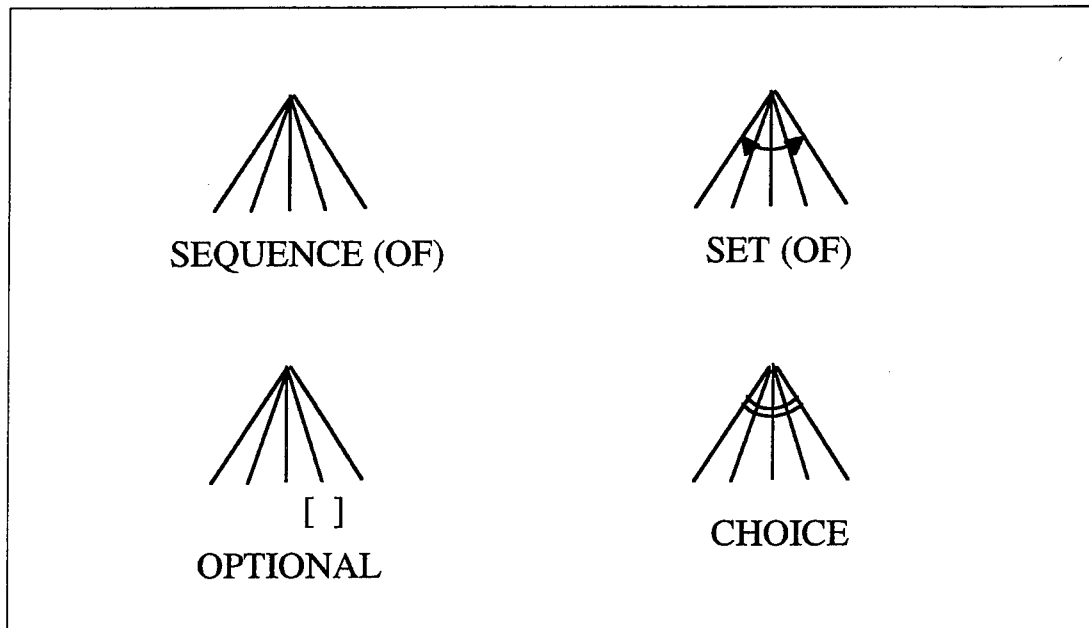 SEQUENCE (OF)
SET (OF)
[ ]
OPTIONAL
CHOICE